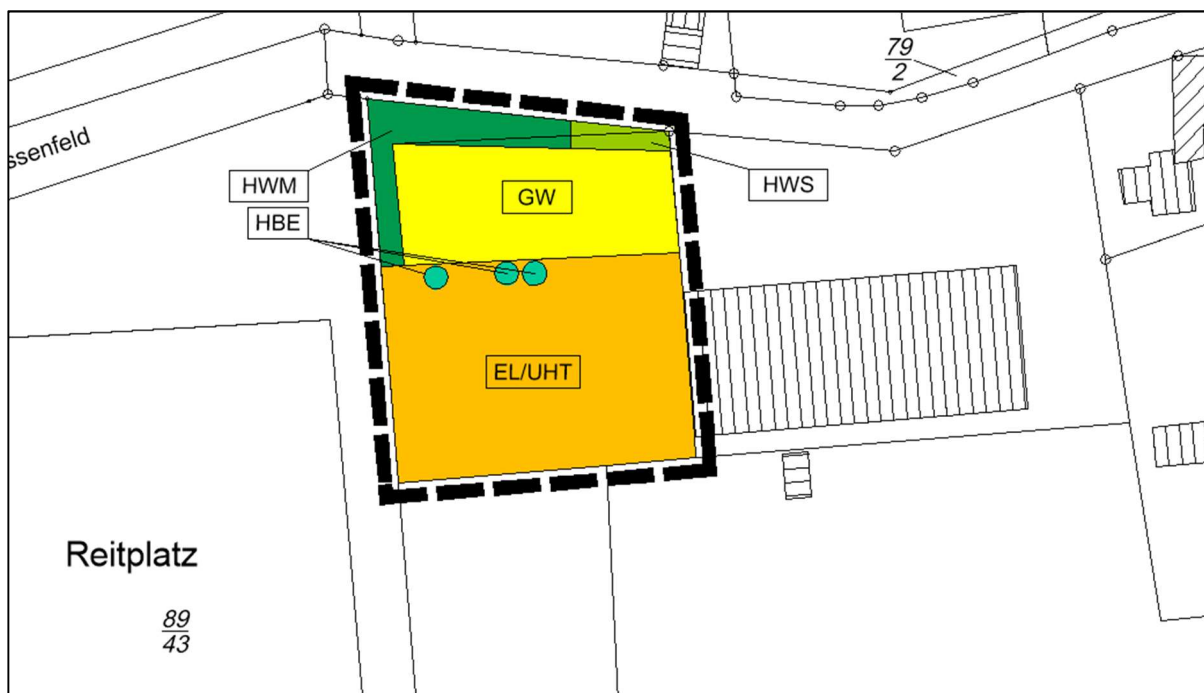 79
2
ssenfeld
HWM
HWS
GW
HBE
EL/UHT
Reitplatz
89
43